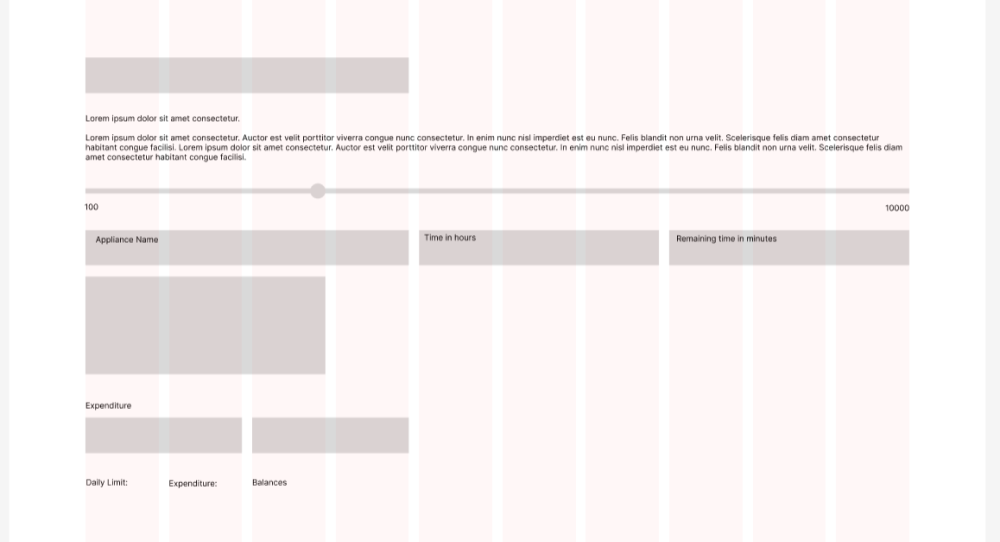 Lorem ipsum dolor sit amet consectetur.
Lorem ipsum dolor sit amet consectetur. Auctor est velit porttitor viverra congue nunc consectetur. In enim nunc nisl imperdiet est eu nunc. Felis blandit non urna velit. Scelerisque felis diam amet consectetur
habitant congue facilisi. Lorem ipsum dolor sit amet consectetur. Auctor est velit porttitor viverra congue nunc consectetur. In enim nunc nisl imperdiet est eu nunc. Felis blandit non urna velit. Scelerisque felis diam
amet consectetur habitant congue facilisi.
100
10000
Appliance Name
Time in hours
Remaining time in minutes
Expenditure
Daily Limit:
Expenditure:
Balances